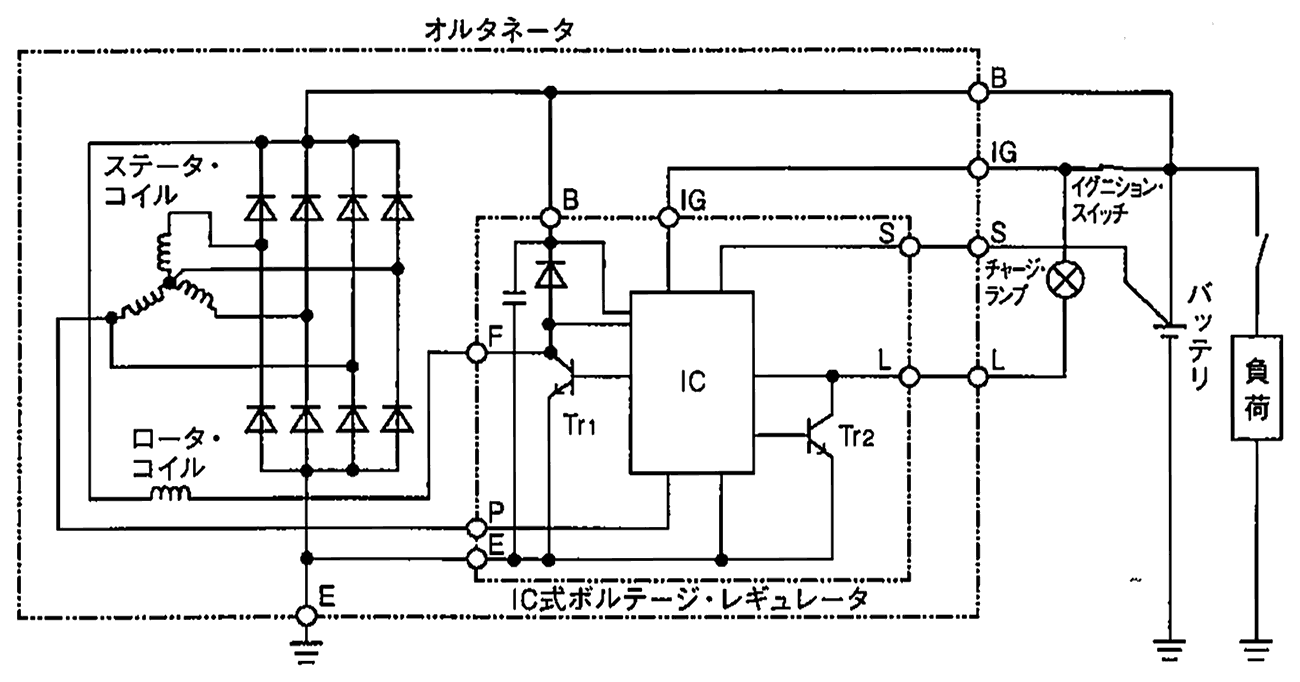 オルタネータ
B
ステータ・
コイル
IG
イグニション・
スイッチ
B
IG
S
S
チャージ・
ランプ
バッテリ
F
IC
L
L
負荷
Tr1
Tr2
ロータ・
コイル
P
E
IC式ボルテージ・レギュレータ
E